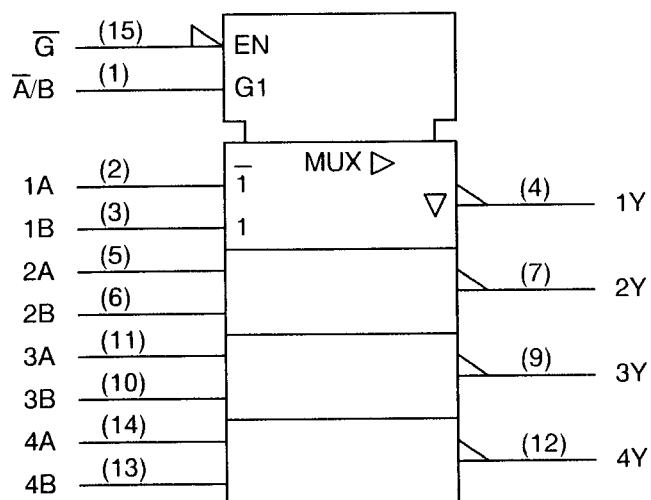 G̅ (15) EN
A̅/B (1) G1
MUX ▷
1A (2) 1̅ ▽ (4) 1Y
1B (3) 1
2A (5) (7) 2Y
2B (6)
3A (11) (9) 3Y
3B (10)
4A (14) (12) 4Y
4B (13)